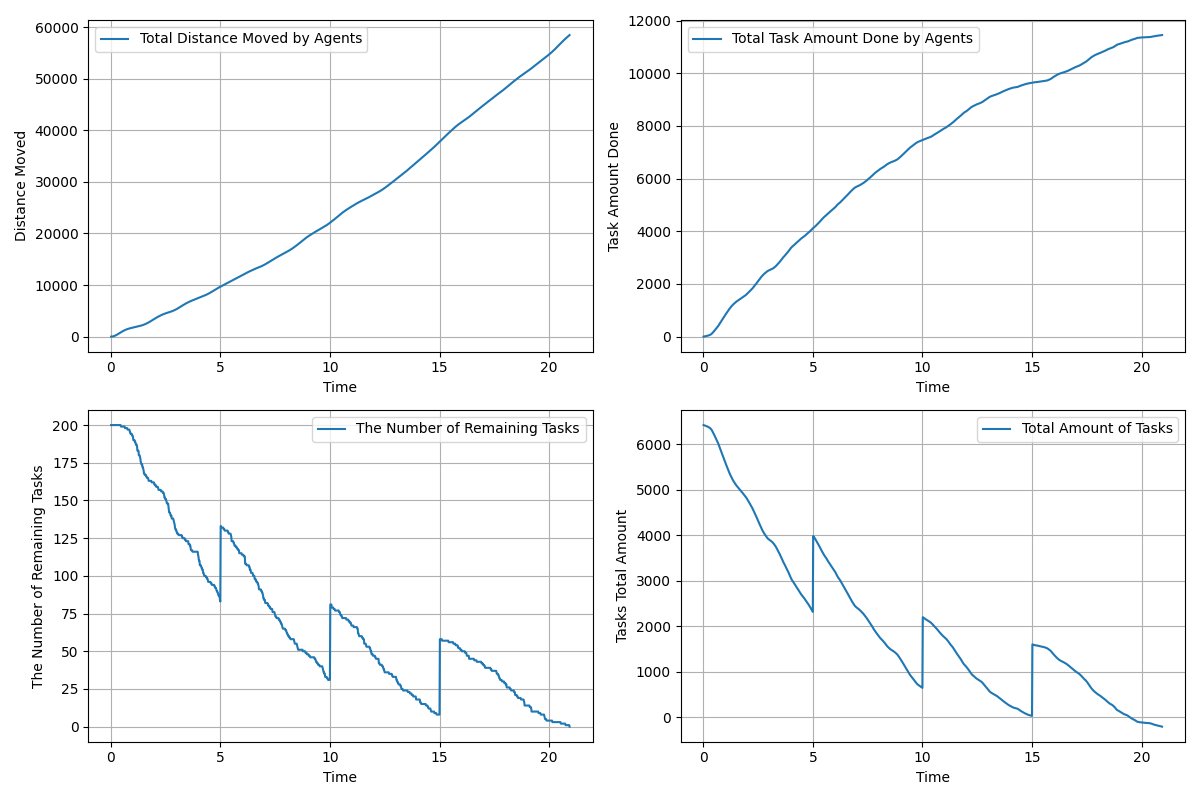 Total Distance Moved by Agents
Distance Moved
60000
50000
40000
30000
20000
10000
0
0 5 10 15 20
Time
Total Task Amount Done by Agents
Task Amount Done
12000
10000
8000
6000
4000
2000
0
0 5 10 15 20
Time
The Number of Remaining Tasks
The Number of Remaining Tasks
200
175
150
125
100
75
50
25
0
0 5 10 15 20
Time
Total Amount of Tasks
Tasks Total Amount
6000
5000
4000
3000
2000
1000
0
0 5 10 15 20
Time